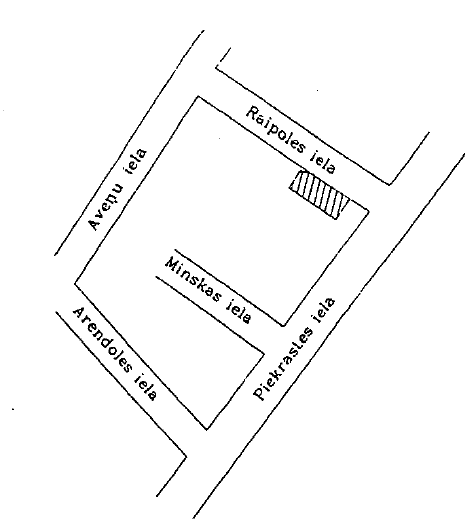 Raipoles iela
Aveņu iela
Minskas iela
Arendoles iela
Piekrastes iela